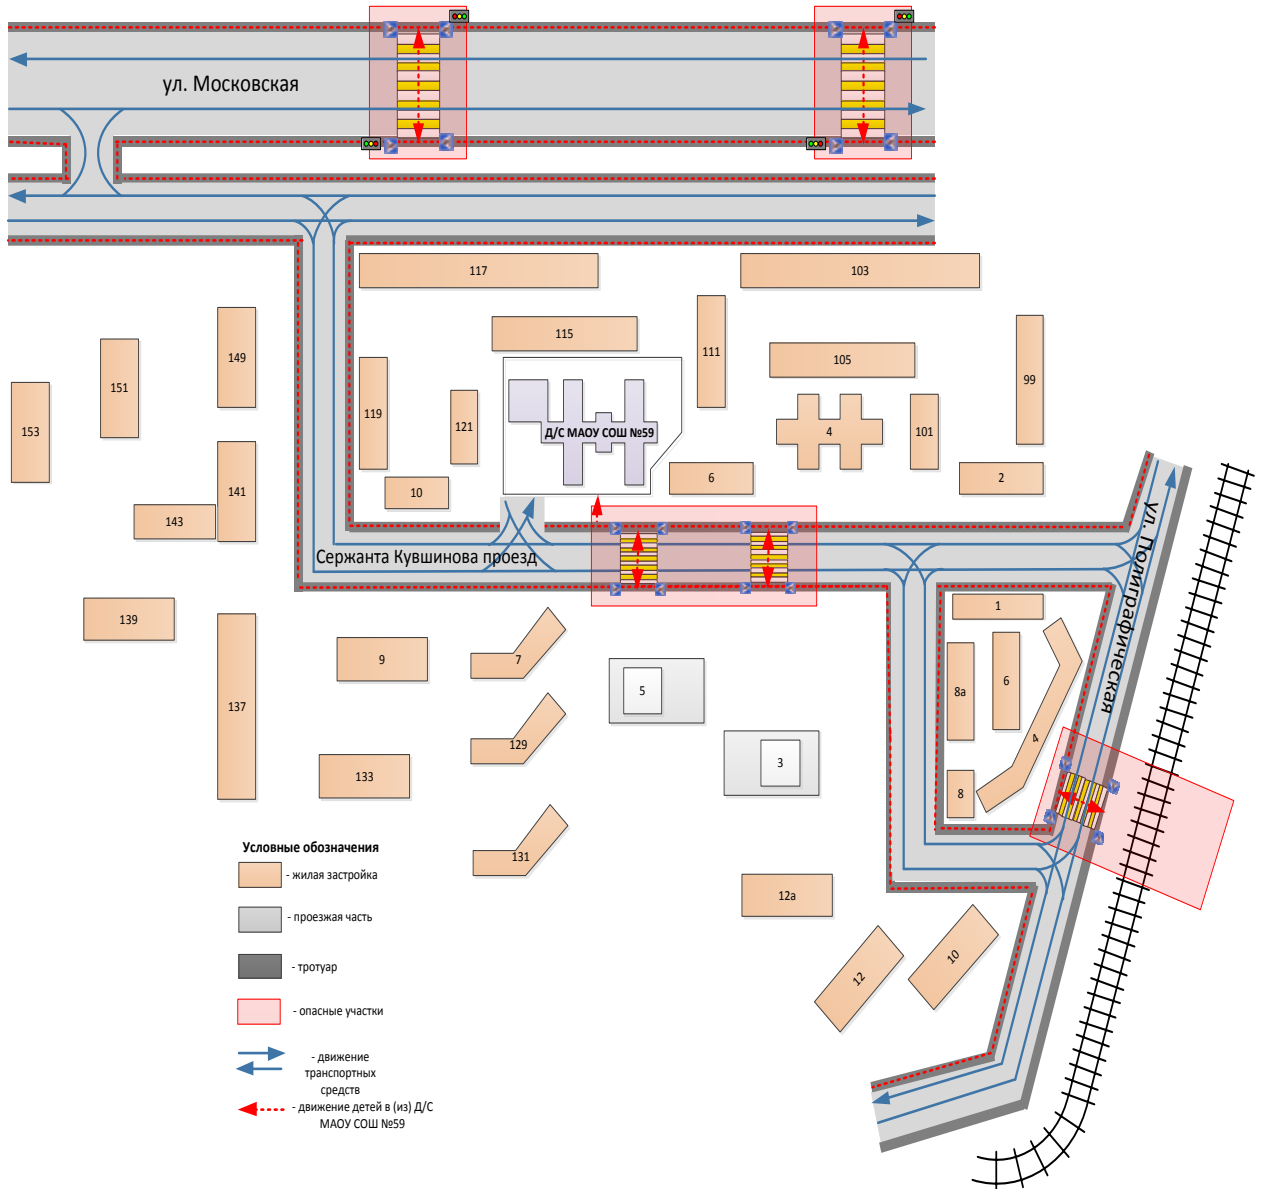 ул. Московская
117
103
115
111
105
149
151
153
119
121
Д/С МАОУ СОШ №59
4
101
99
141
143
10
6
2
Сержанта Кувшинова проезд
ул. Полиграфическая
139
137
9
7
5
129
133
3
131
1
8а
6
4
8
12а
12
10
Условные обозначения
- жилая застройка
- проезжая часть
- тротуар
- опасные участки
- движение
транспортных
средств
- движение детей в (из) Д/С
МАОУ СОШ №59